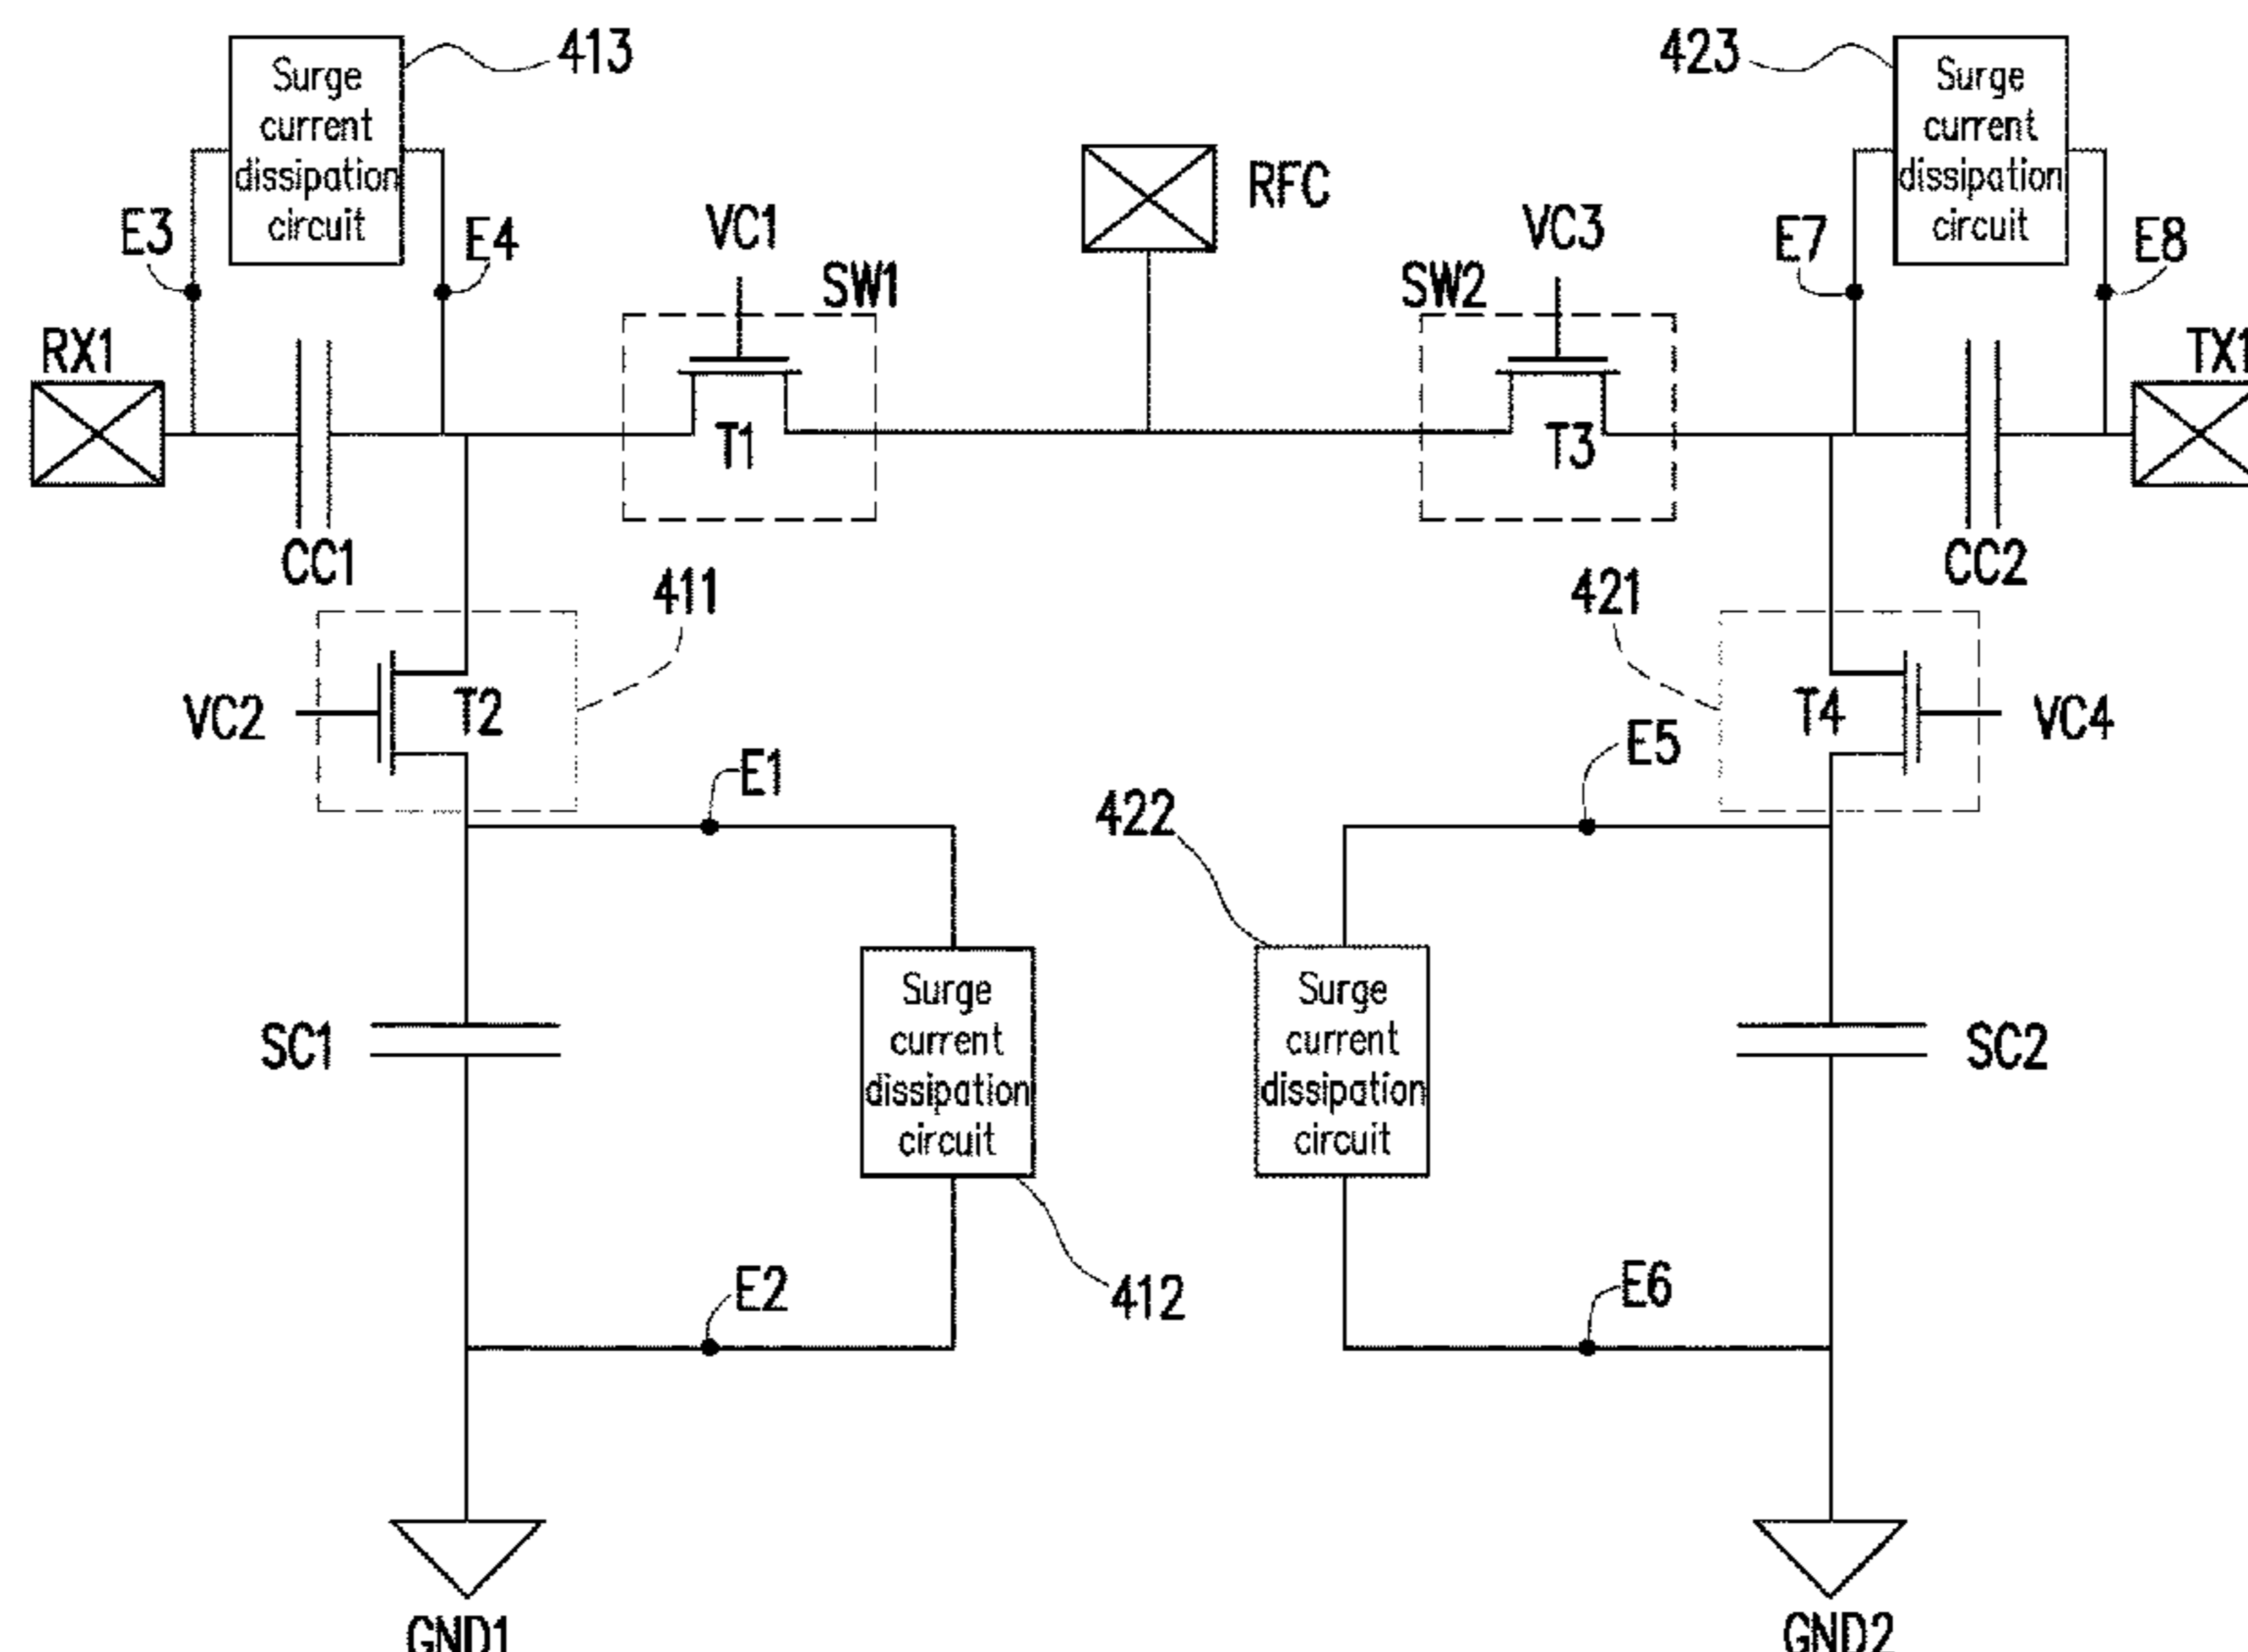 413
Surge
current
dissipation
circuit
423
Surge
current
dissipation
circuit
RFC
E3
E4
VC1
VC3
E7
E8
SW1
SW2
RX1
TX1
T1
T3
CC1
CC2
411
421
VC2
T2
T4
VC4
E1
E5
422
Surge
current
dissipation
circuit
Surge
current
dissipation
circuit
SC1
SC2
E2
E6
412
GND1
GND2